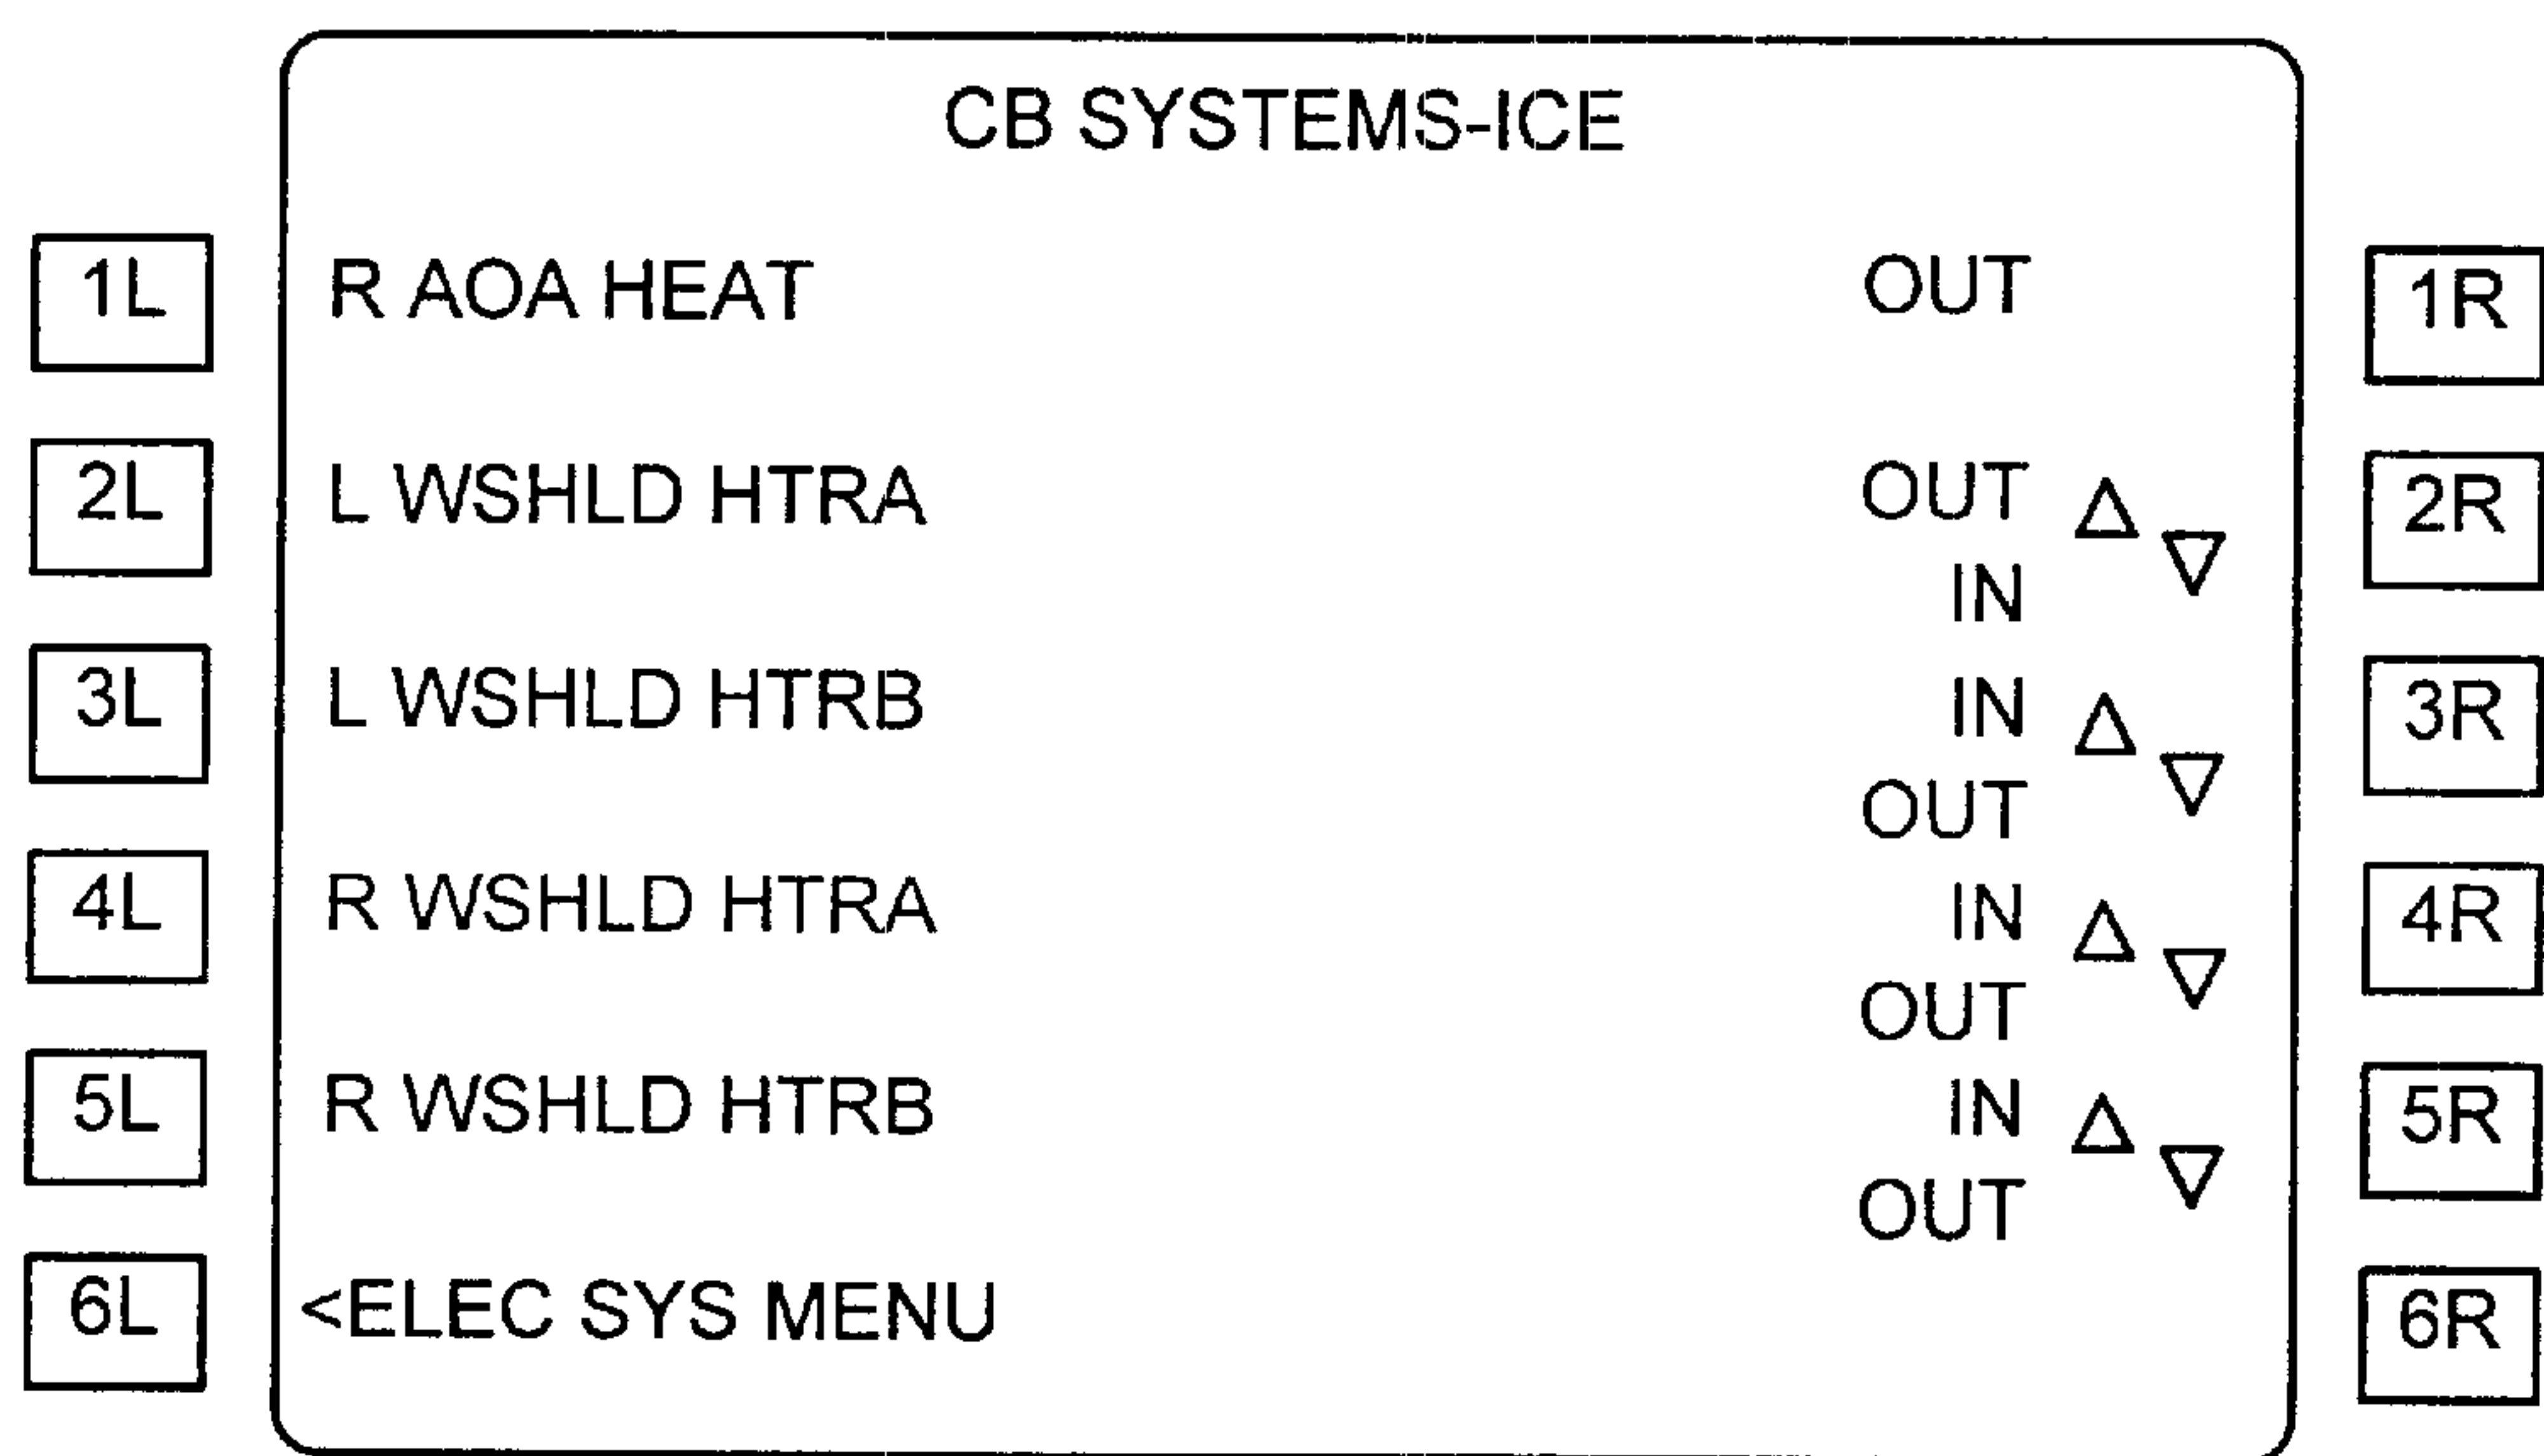 CB SYSTEMS-ICE
1L R AOA HEAT OUT 1R
2L L WSHLD HTRA OUT 2R
IN
3L L WSHLD HTRB IN 3R
OUT
4L R WSHLD HTRA IN 4R
OUT
5L R WSHLD HTRB IN 5R
OUT
6L <ELEC SYS MENU 6R